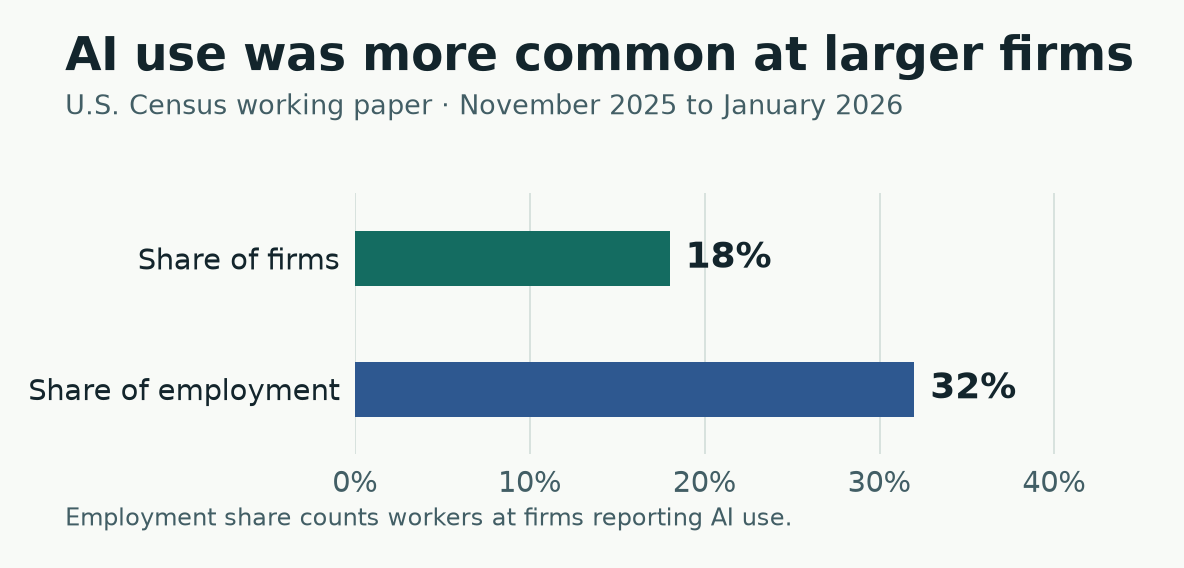 AI use was more common at larger firms
U.S. Census working paper · November 2025 to January 2026
Share of firms
18%
Share of employment
32%
0% 10% 20% 30% 40%
Employment share counts workers at firms reporting AI use.